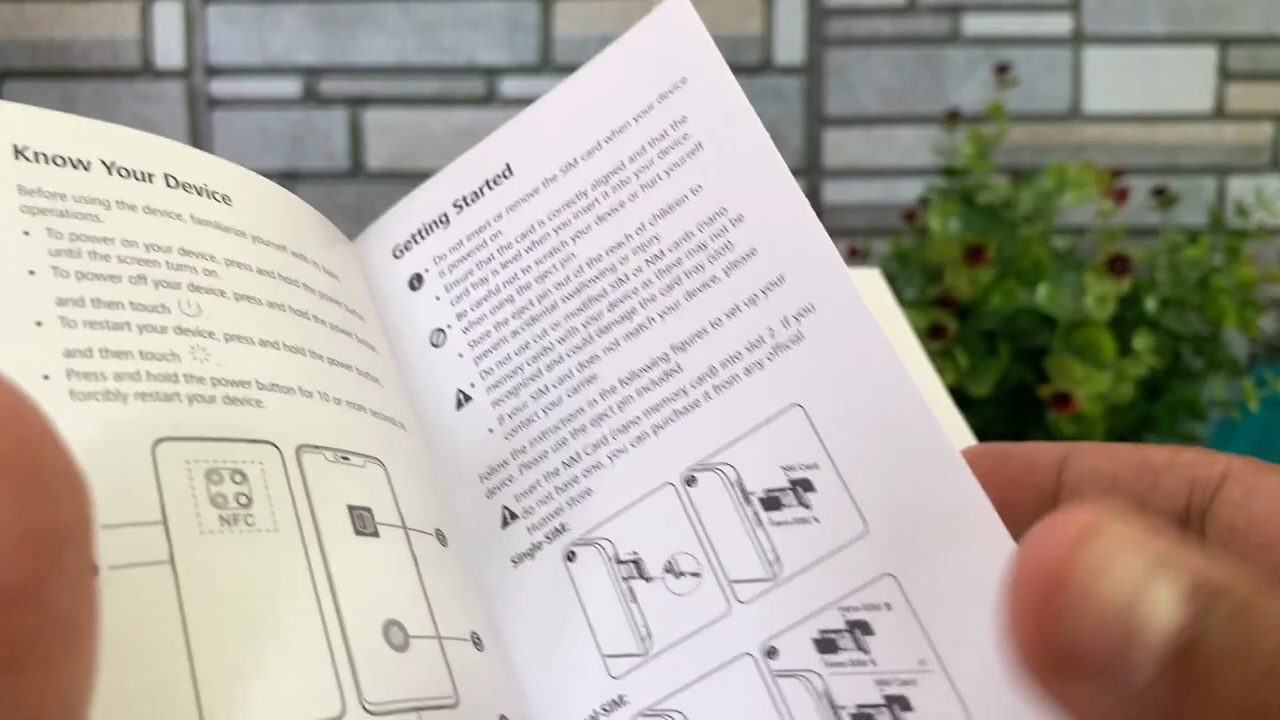 Know Your Device
Before using the device, familiarize yourself with its basic
operations.
• To power on your device, press and hold the power button
until the screen turns on.
• To power off your device, press and hold the power button,
and then touch
• To restart your device, press and hold the power button,
and then touch
• Press and hold the power button for 10 or more seconds to
forcibly restart your device.
NFC
Getting Started
• Do not insert or remove the SIM card when your device
is powered on.
• Ensure that the card is correctly aligned and that the
card tray is level when you insert it into your device.
• Be careful not to scratch your device or hurt yourself
when using the eject pin.
• Store the eject pin out of the reach of children to
prevent accidental swallowing or injury.
• Do not use cut or modified SIM or NM cards (nano
memory cards) with your device as these may not be
recognized and could damage the card tray (slot).
• If your SIM card does not match your device, please
contact your carrier.
Follow the instructions in the following figures to set up your
device. Please use the eject pin included.
Insert the NM Card (nano memory card) into slot 2. If you
do not have one, you can purchase it from any official
Huawei store.
Single-SIM:
NM Card
Nano-SIM
NM Card